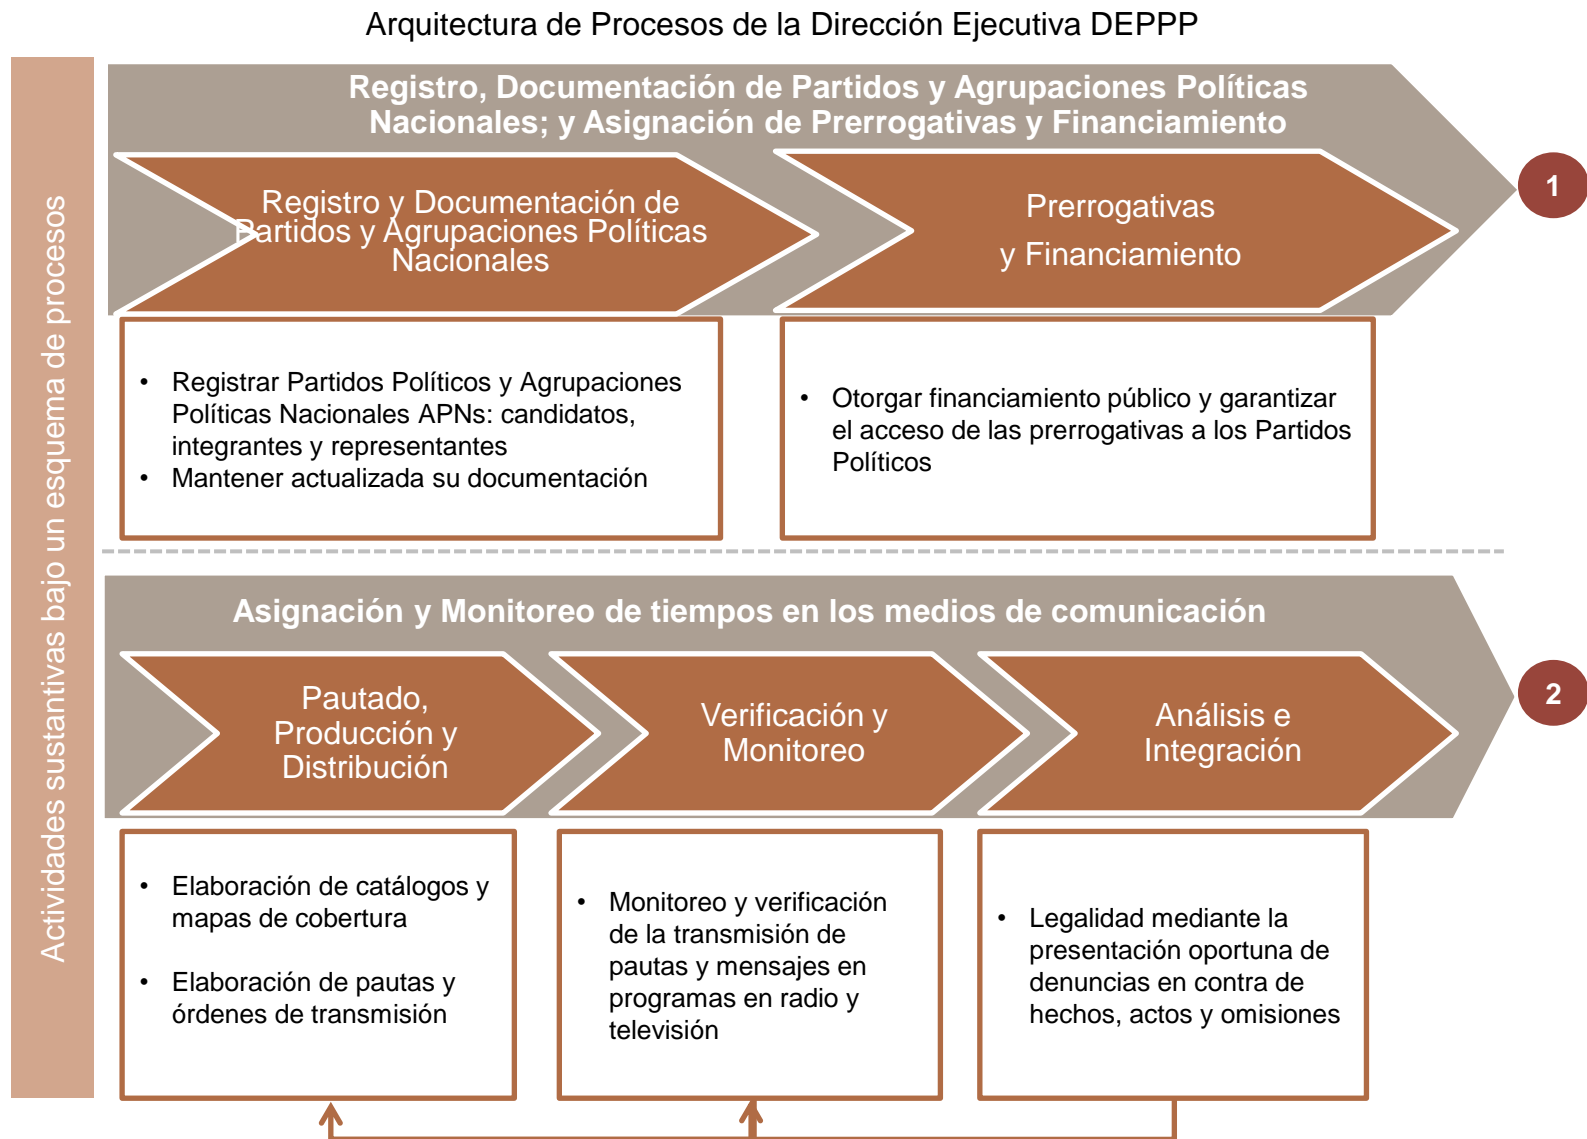 Arquitectura de Procesos de la Dirección Ejecutiva DEPPP
Actividades sustantivas bajo un esquema de procesos
Registro, Documentación de Partidos y Agrupaciones Políticas
Nacionales; y Asignación de Prerrogativas y Financiamiento
Registro y Documentación de
Partidos y Agrupaciones Políticas
Nacionales
Prerrogativas
y Financiamiento
1
• Registrar Partidos Políticos y Agrupaciones
Políticas Nacionales APNs: candidatos,
integrantes y representantes
• Mantener actualizada su documentación
• Otorgar financiamiento público y garantizar
el acceso de las prerrogativas a los Partidos
Políticos
Asignación y Monitoreo de tiempos en los medios de comunicación
Pautado,
Producción y
Distribución
Verificación y
Monitoreo
Análisis e
Integración
2
• Elaboración de catálogos y
mapas de cobertura
• Elaboración de pautas y
órdenes de transmisión
• Monitoreo y verificación
de la transmisión de
pautas y mensajes en
programas en radio y
televisión
• Legalidad mediante la
presentación oportuna de
denuncias en contra de
hechos, actos y omisiones